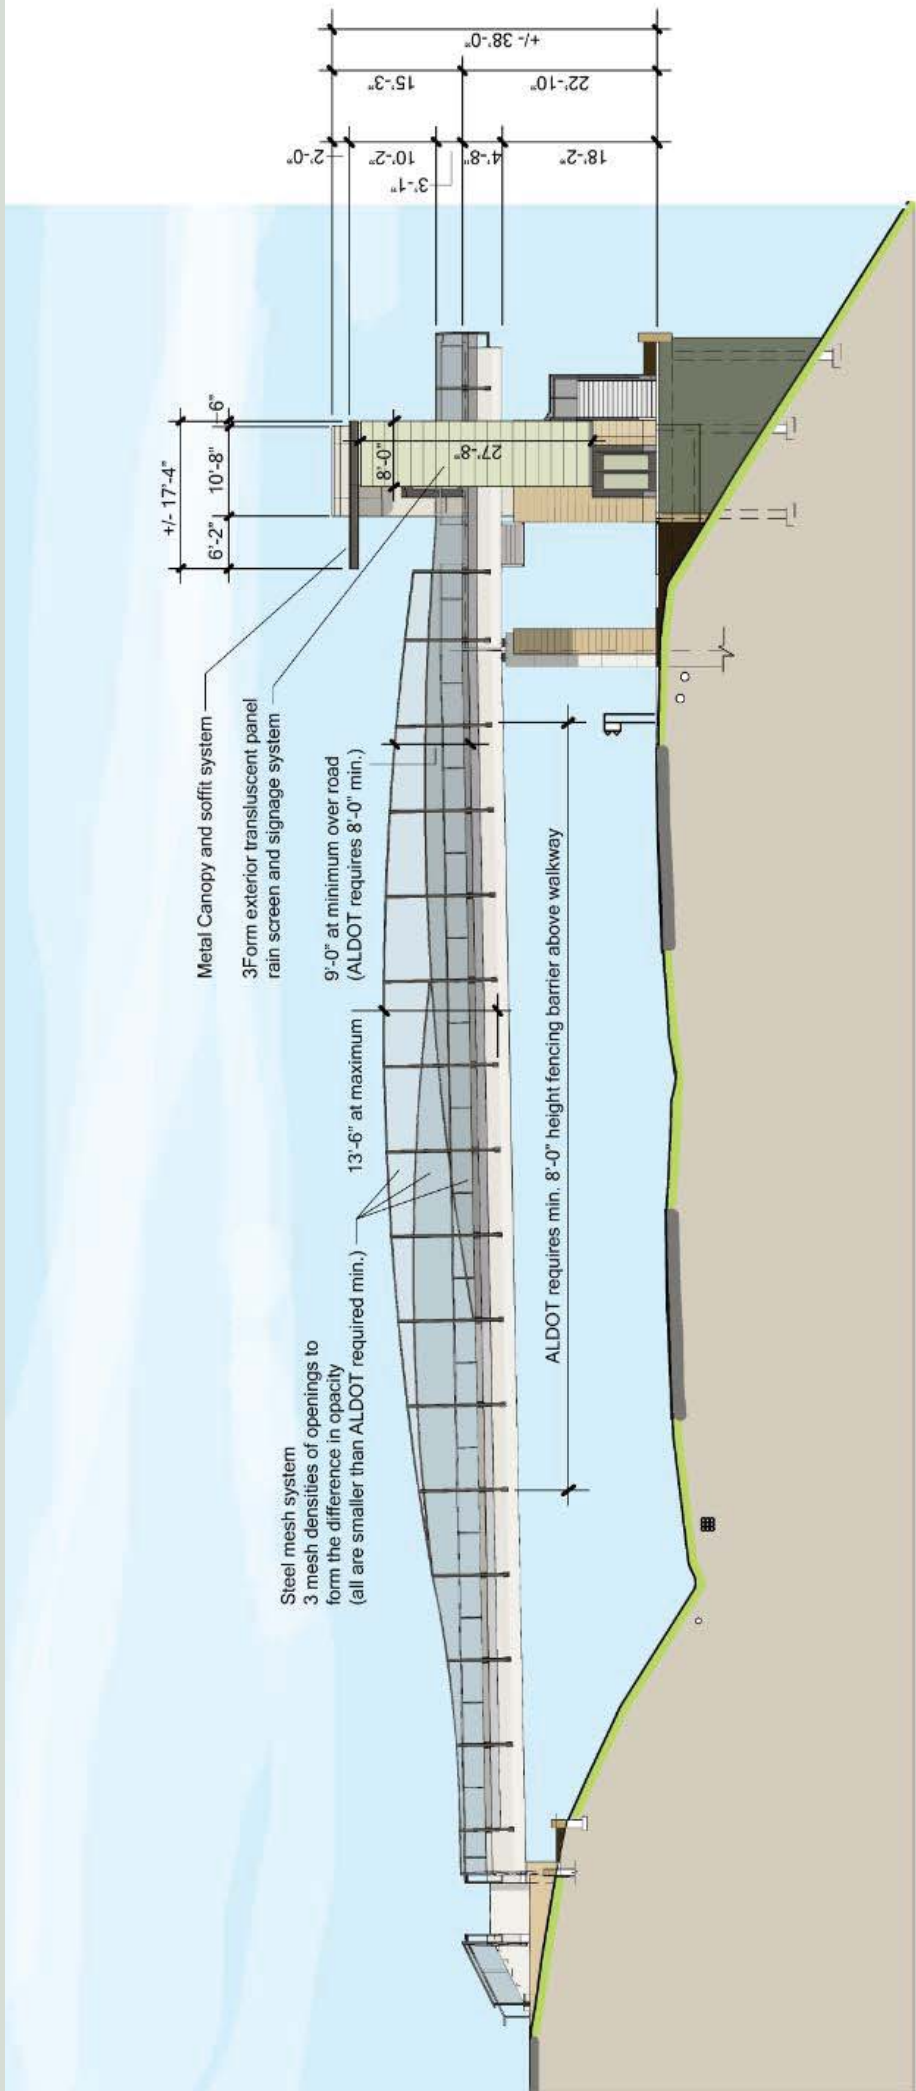 +/- 38'-0"
15'-3"
22'-10"
2'-0"
10'-2"
3'-1"
4'-8"
18'-2"
+/- 17'-4"
6'-2"
10'-8"
6"
8'-0"
27'-8"
Metal Canopy and soffit system
3Form exterior transluscent panel
rain screen and signage system
9'-0" at minimum over road
(ALDOT requires 8'-0" min.)
13'-6" at maximum
Steel mesh system
3 mesh densities of openings to
form the difference in opacity
(all are smaller than ALDOT required min.)
ALDOT requires min. 8'-0" height fencing barrier above walkway